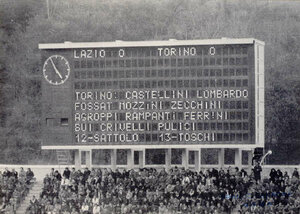 LAZIO 0 TORINO 0
TORINO: CASTELLINI LOMBARDO
FOSSAT MOZZINI ZECCHINI
AGROPPI RAMPANTI FERRINI
BUI CRIVELLI PULICI
12-SATTOLO 13-TOSCHI